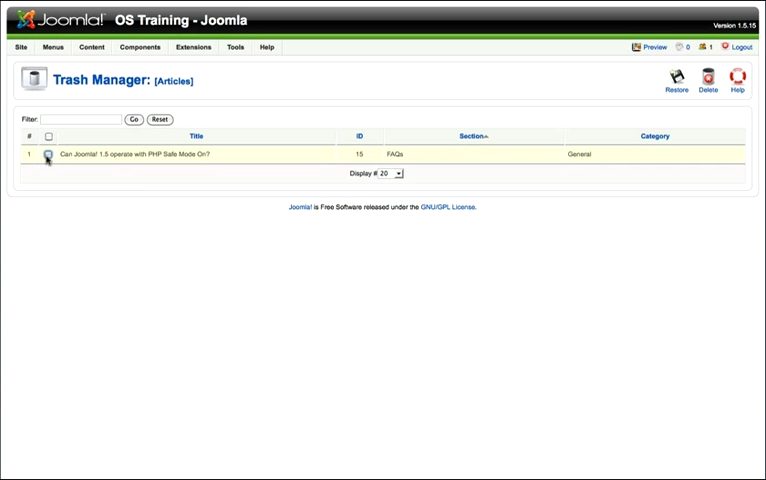 Joomla! OS Training - Joomla
Version 1.5.15
Site Menus Content Components Extensions Tools Help Preview 0 1 Logout
Trash Manager: [Articles]
Restore Delete Help
Filter: Go Reset
# Title ID Section Category
1 Can Joomla! 1.5 operate with PHP Safe Mode On? 15 FAQs General
Display # 20
Joomla! is Free Software released under the GNU/GPL License.